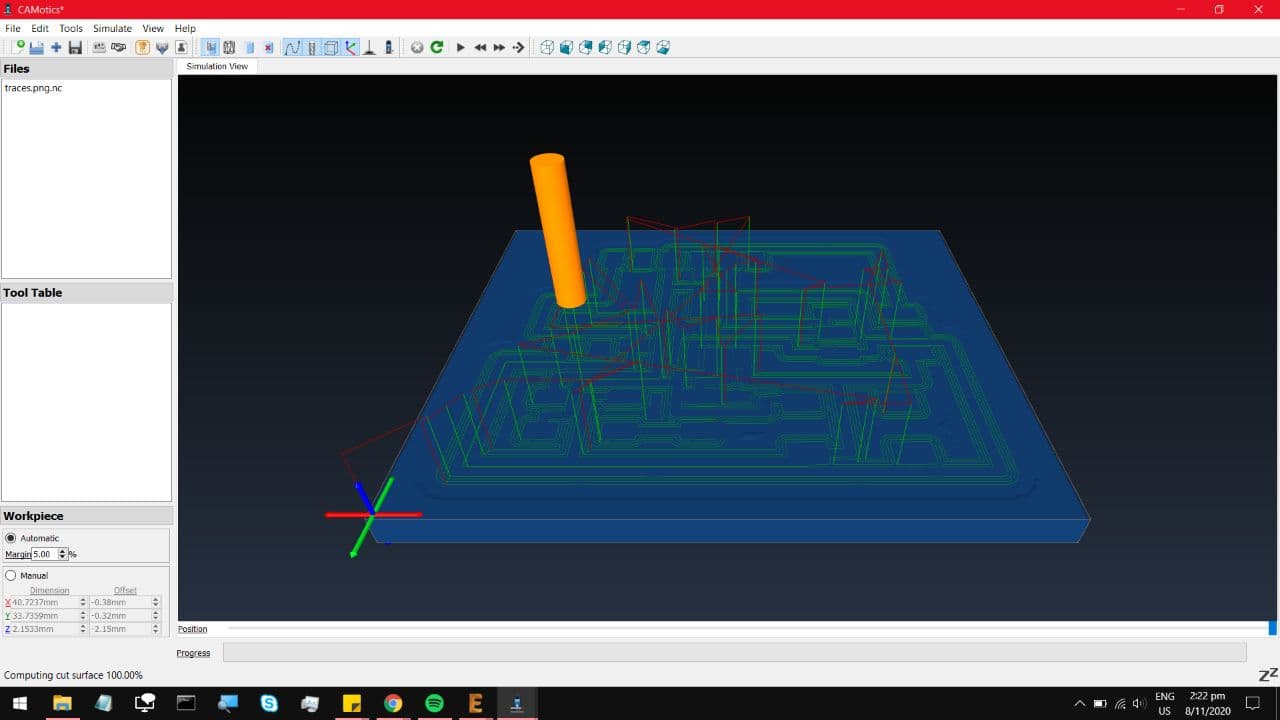 CAMotics*
File Edit Tools Simulate View Help
Files
Simulation View
traces.png.nc
Tool Table
Workpiece
Automatic
Margin 5.00 %
Manual
Dimension Offset
X 40.7237mm -0.38mm
Y 33.7359mm -0.32mm
Z 2.1533mm -2.15mm
Position
Progress
Computing cut surface 100.00%
zZ
ENG
US
2:22 pm
8/11/2020